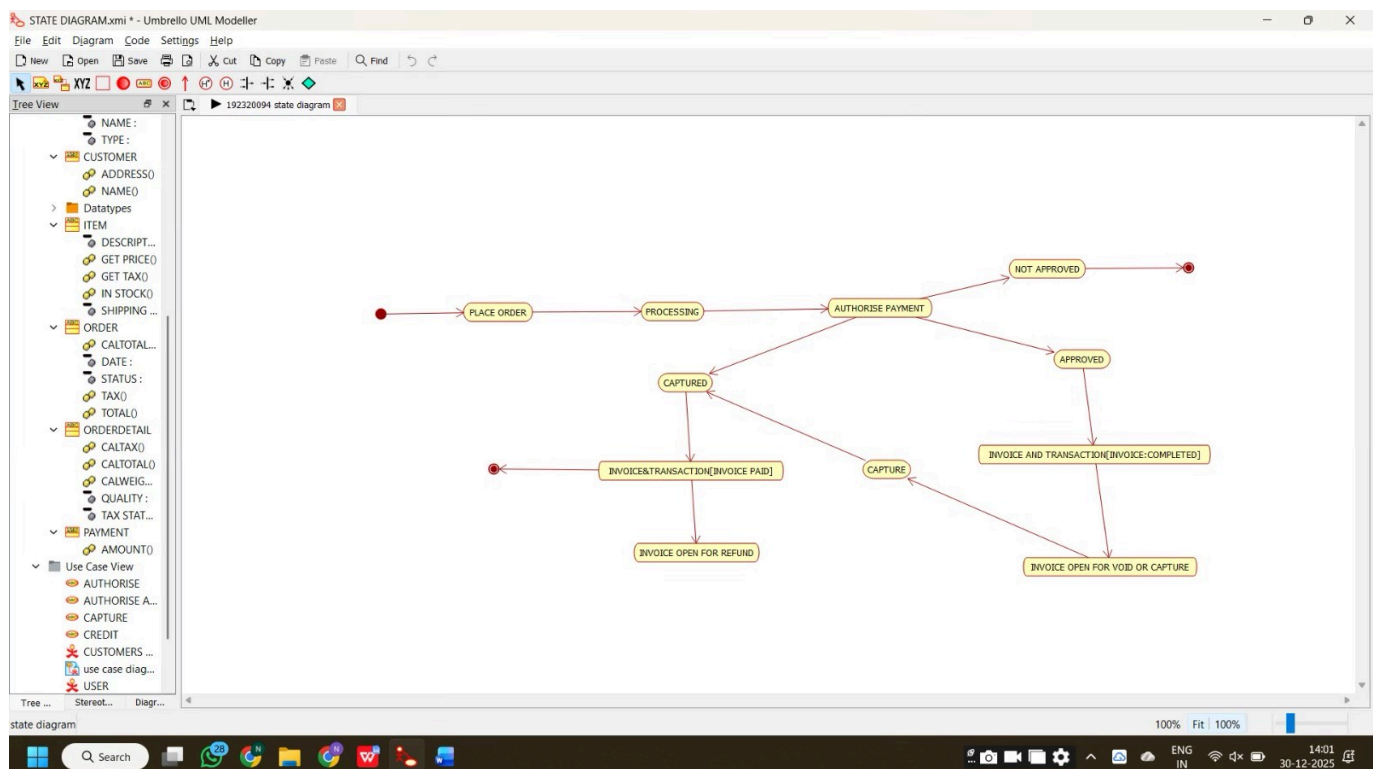 STATE DIAGRAM.xmi * - Umbrello UML Modeller
File Edit Diagram Code Settings Help
New Open Save Cut Copy Paste Find
XYZ XYZ ABC H* H
Tree View
192320094 state diagram
NAME :
TYPE :
CUSTOMER
ADDRESS()
NAME()
Datatypes
ITEM
DESCRIPT...
GET PRICE()
GET TAX()
IN STOCK()
SHIPPING ...
ORDER
CALTOTAL...
DATE :
STATUS :
TAX()
TOTAL()
ORDERDETAIL
CALTAX()
CALTOTAL()
CALWEIG...
QUALITY :
TAX STAT...
PAYMENT
AMOUNT()
Use Case View
AUTHORISE
AUTHORISE A...
CAPTURE
CREDIT
CUSTOMERS ...
use case diag...
USER
Tree ... Stereot... Diagr...
NOT APPROVED
PLACE ORDER
PROCESSING
AUTHORISE PAYMENT
APPROVED
CAPTURED
INVOICE AND TRANSACTION[INVOICE:COMPLETED]
INVOICE&TRANSACTION[INVOICE PAID]
CAPTURE
INVOICE OPEN FOR REFUND
INVOICE OPEN FOR VOID OR CAPTURE
state diagram
100% Fit 100%
Search
28
N
N
W
W
ENG
IN
14:01
30-12-2025